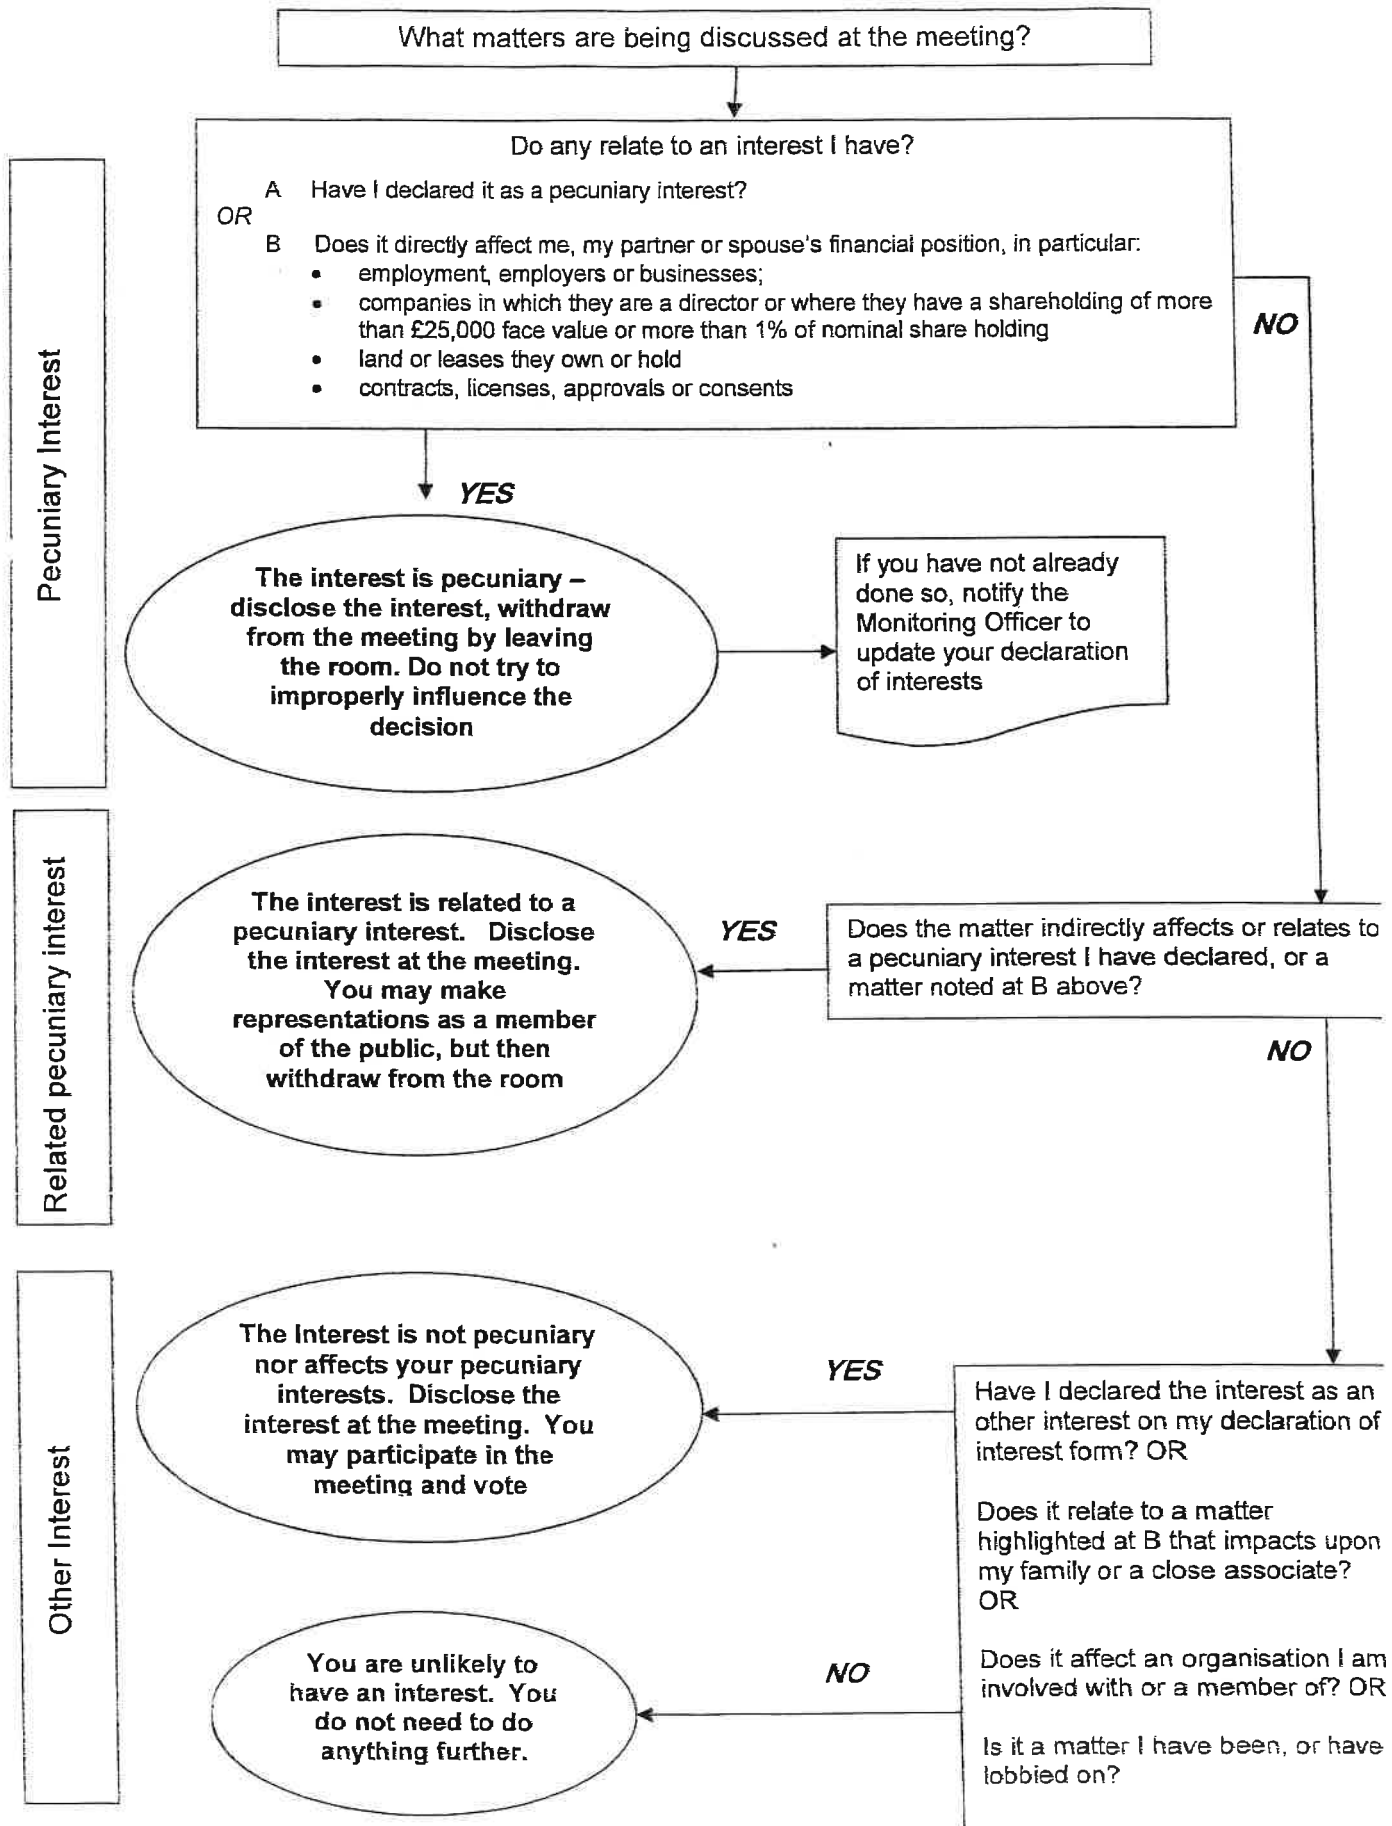 What matters are being discussed at the meeting?
Do any relate to an interest I have?
A Have I declared it as a pecuniary interest?
OR
B Does it directly affect me, my partner or spouse's financial position, in particular:
• employment, employers or businesses;
• companies in which they are a director or where they have a shareholding of more
than £25,000 face value or more than 1% of nominal share holding
• land or leases they own or hold
• contracts, licenses, approvals or consents
NO
Pecuniary Interest
YES
The interest is pecuniary –
disclose the interest, withdraw
from the meeting by leaving
the room. Do not try to
improperly influence the
decision
If you have not already
done so, notify the
Monitoring Officer to
update your declaration
of interests
Related pecuniary interest
The interest is related to a
pecuniary interest. Disclose
the interest at the meeting.
You may make
representations as a member
of the public, but then
withdraw from the room
YES
Does the matter indirectly affects or relates to
a pecuniary interest I have declared, or a
matter noted at B above?
NO
Other Interest
The Interest is not pecuniary
nor affects your pecuniary
interests. Disclose the
interest at the meeting. You
may participate in the
meeting and vote
YES
Have I declared the interest as an
other interest on my declaration of
interest form? OR
Does it relate to a matter
highlighted at B that impacts upon
my family or a close associate?
OR
Does it affect an organisation I am
involved with or a member of? OR
Is it a matter I have been, or have
lobbied on?
NO
You are unlikely to
have an interest. You
do not need to do
anything further.